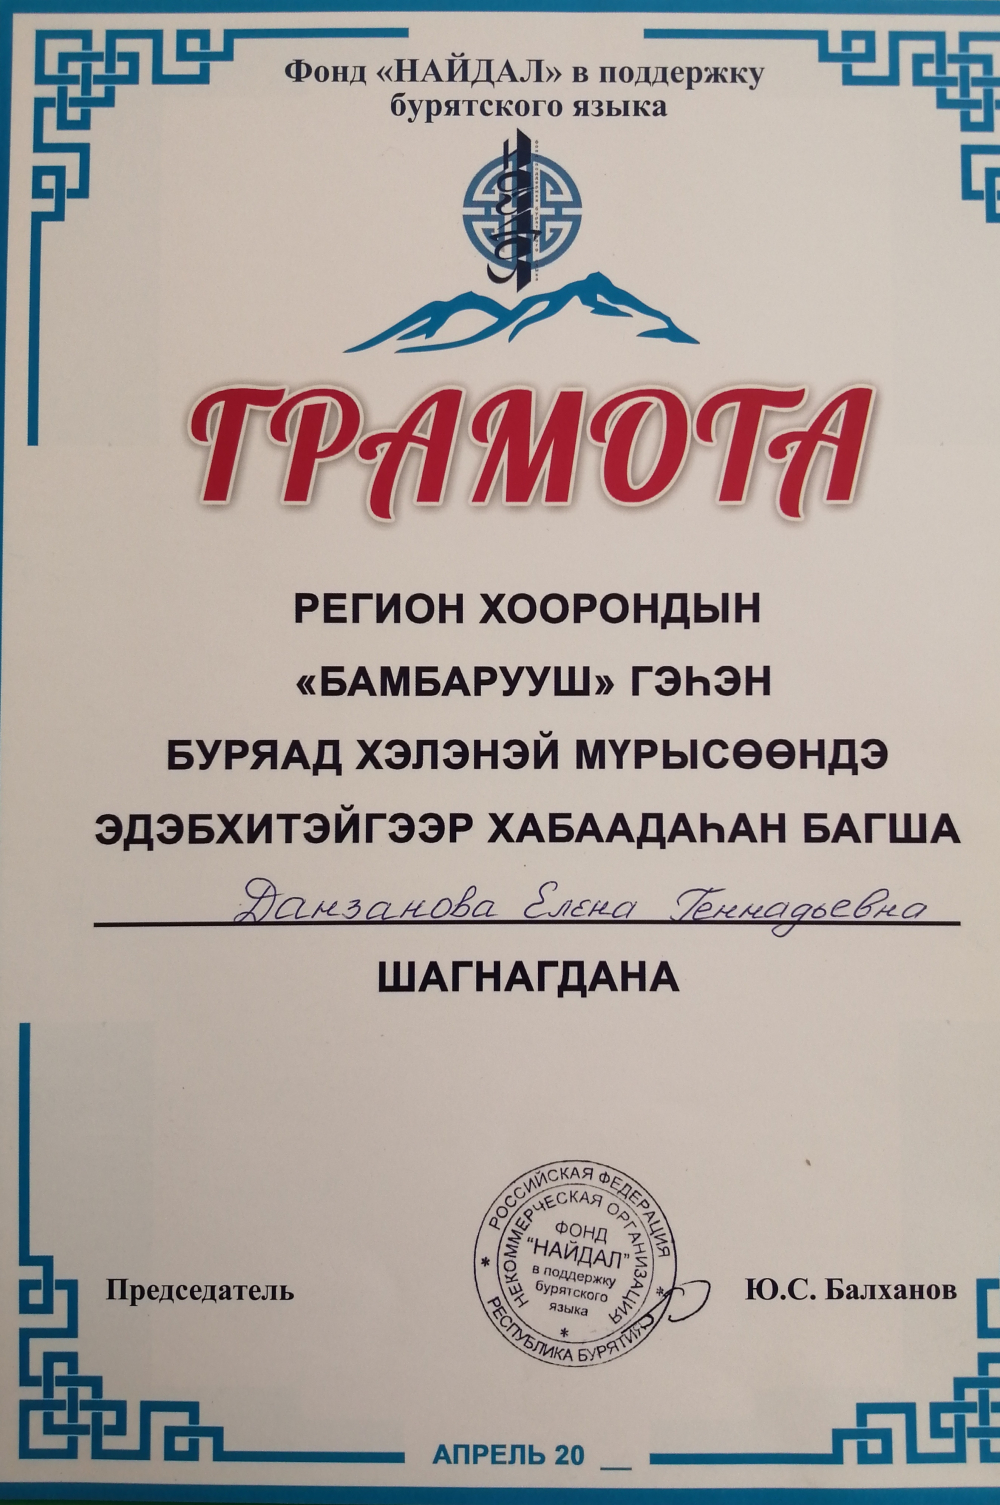 Фонд «НАЙДАЛ» в поддержку
бурятского языка
ГРАМОТА
РЕГИОН ХООРОНДЫН
«БАМБАРУУШ» ГЭҺЭН
БУРЯАД ХЭЛЭНЭЙ МҮРЫСӨӨНДЭ
ЭДЭБХИТЭЙГЭЭР ХАБААДАҺАН БАГША
Данзанова Елена Геннадьевна
ШАГНАГДАНА
РОССИЙСКАЯ ФЕДЕРАЦИЯ
НЕКОММЕРЧЕСКАЯ ОРГАНИЗАЦИЯ
ФОНД
"НАЙДАЛ"
в поддержку
бурятского
языка
РЕСПУБЛИКА БУРЯТИЯ
Председатель
Ю.С. Балханов
АПРЕЛЬ 20 __